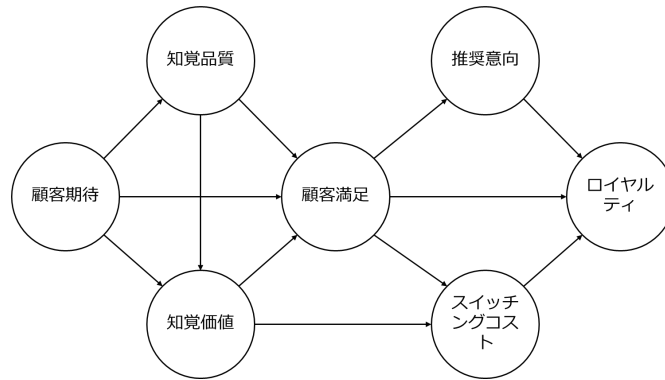 知覚品質
推奨意向
顧客期待
顧客満足
ロイヤル
ティ
知覚価値
スイッチ
ングコス
ト